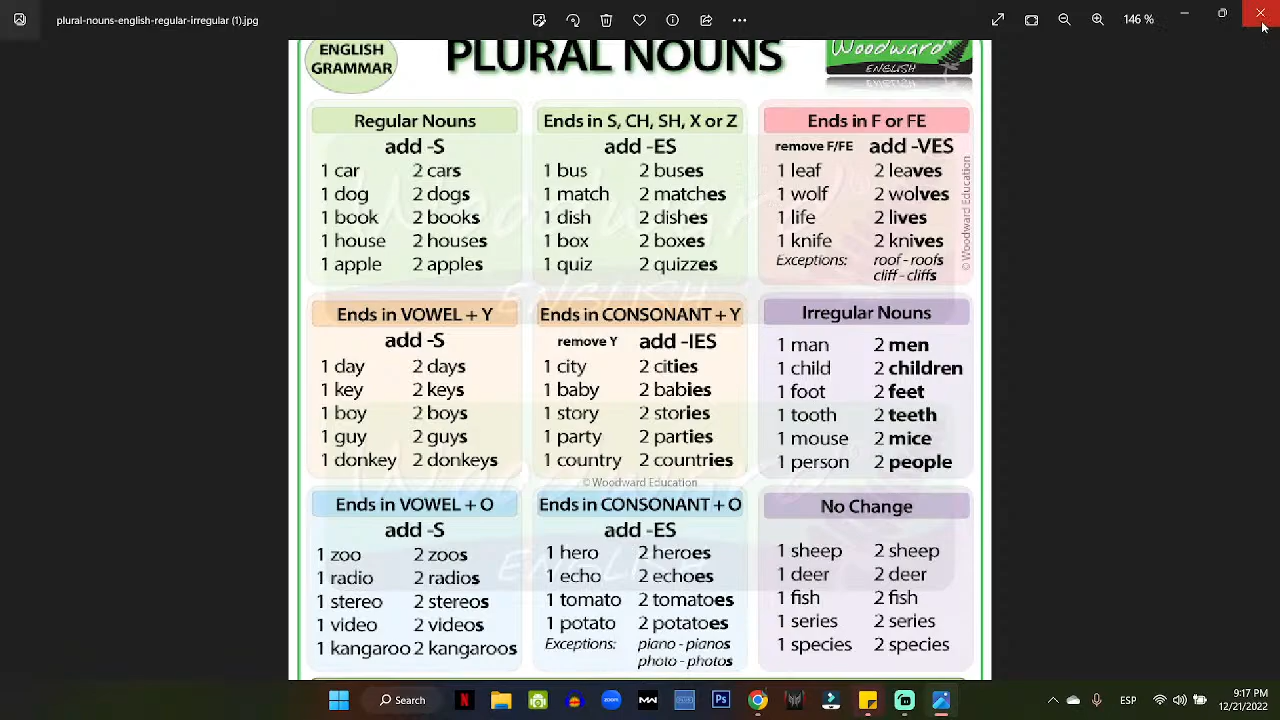 plural-nouns-english-regular-irregular (1).jpg
146 %
ENGLISH
GRAMMAR
PLURAL NOUNS
Woodward
ENGLISH
Regular Nouns
add -S
1 car 2 cars
1 dog 2 dogs
1 book 2 books
1 house 2 houses
1 apple 2 apples
Ends in S, CH, SH, X or Z
add -ES
1 bus 2 buses
1 match 2 matches
1 dish 2 dishes
1 box 2 boxes
1 quiz 2 quizzes
Ends in F or FE
remove F/FE add -VES
1 leaf 2 leaves
1 wolf 2 wolves
1 life 2 lives
1 knife 2 knives
Exceptions: roof - roofs
cliff - cliffs
© Woodward Education
Ends in VOWEL + Y
add -S
1 day 2 days
1 key 2 keys
1 boy 2 boys
1 guy 2 guys
1 donkey 2 donkeys
Ends in CONSONANT + Y
remove Y add -IES
1 city 2 cities
1 baby 2 babies
1 story 2 stories
1 party 2 parties
1 country 2 countries
© Woodward Education
Irregular Nouns
1 man 2 men
1 child 2 children
1 foot 2 feet
1 tooth 2 teeth
1 mouse 2 mice
1 person 2 people
Ends in VOWEL + O
add -S
1 zoo 2 zoos
1 radio 2 radios
1 stereo 2 stereos
1 video 2 videos
1 kangaroo 2 kangaroos
Ends in CONSONANT + O
add -ES
1 hero 2 heroes
1 echo 2 echoes
1 tomato 2 tomatoes
1 potato 2 potatoes
Exceptions: piano - pianos
photo - photos
No Change
1 sheep 2 sheep
1 deer 2 deer
1 fish 2 fish
1 series 2 series
1 species 2 species
Search
zoom
Ps
ESP
9:17 PM
12/21/2022